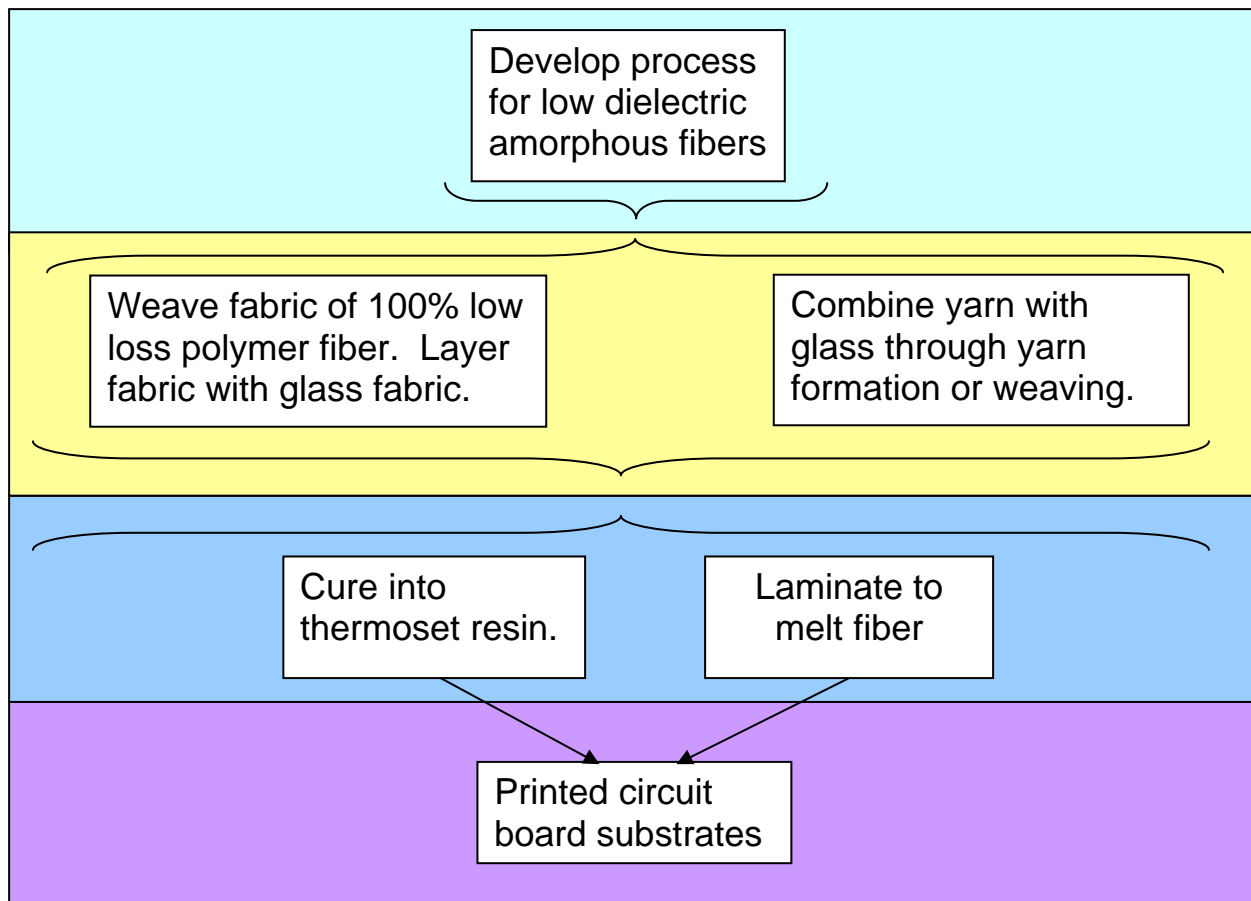 Develop process
for low dielectric
amorphous fibers
Weave fabric of 100% low
loss polymer fiber.  Layer
fabric with glass fabric.
Combine yarn with
glass through yarn
formation or weaving.
Cure into
thermoset resin.
Laminate to
melt fiber
Printed circuit
board substrates